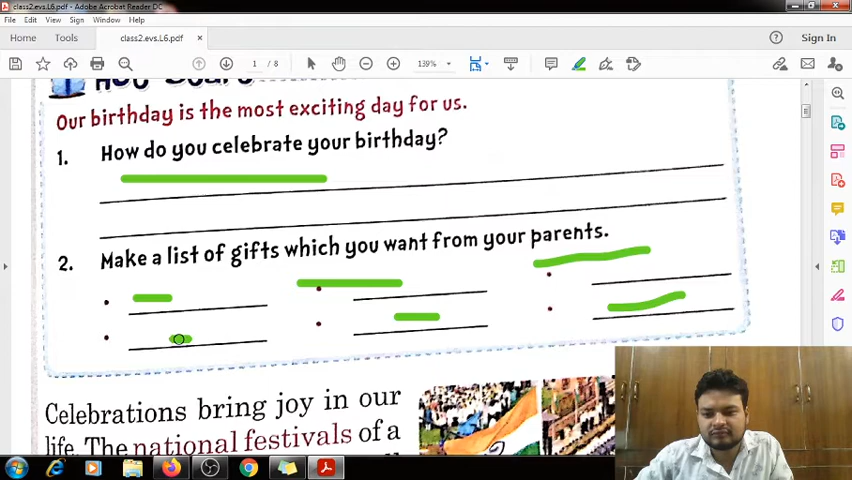 class2.evs.L6.pdf - Adobe Acrobat Reader DC
File Edit View Sign Window Help
Home Tools class2.evs.L6.pdf × Sign In
1 / 8 139%
Our birthday is the most exciting day for us.
1. How do you celebrate your birthday?
2. Make a list of gifts which you want from your parents.
Celebrations bring joy in our
life. The national festivals of a